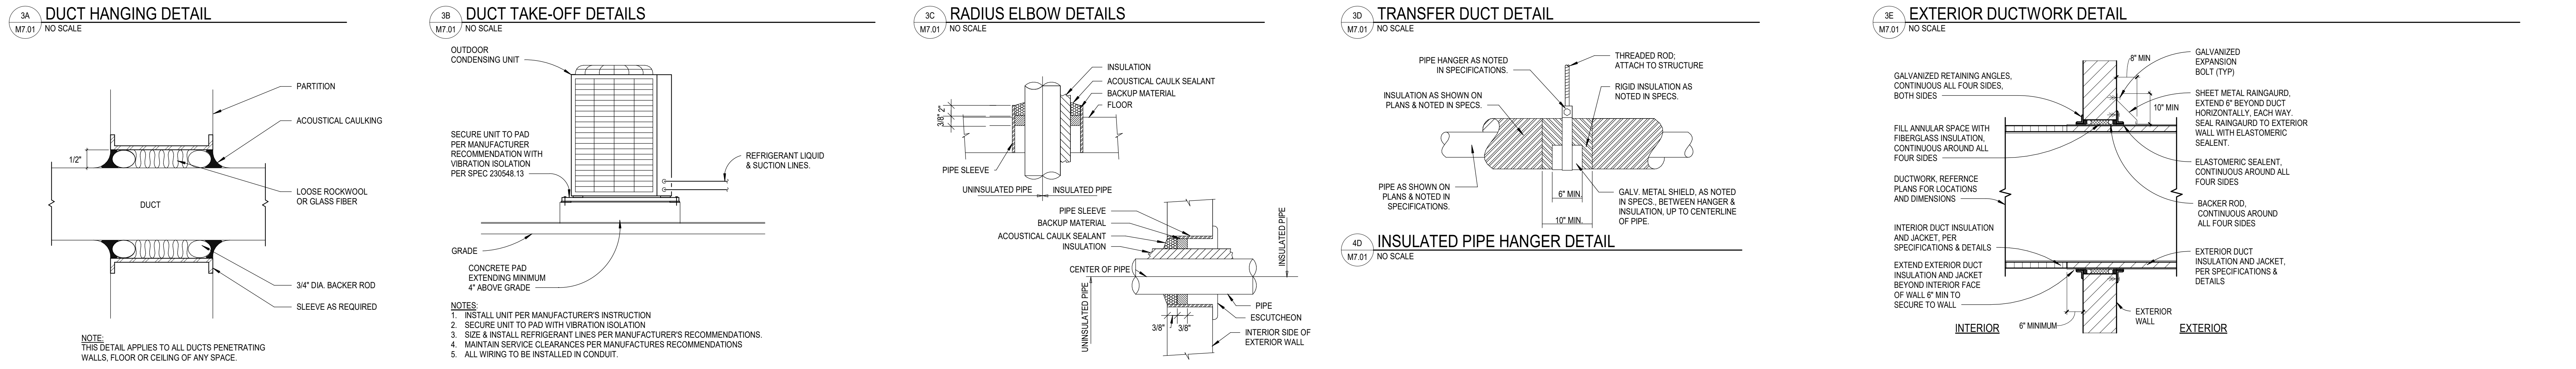 3A
M7.01
DUCT HANGING DETAIL
NO SCALE
PARTITION
ACOUSTICAL CAULKING
1/2"
LOOSE ROCKWOOL
OR GLASS FIBER
DUCT
3/4" DIA. BACKER ROD
SLEEVE AS REQUIRED
NOTE:
THIS DETAIL APPLIES TO ALL DUCTS PENETRATING
WALLS, FLOOR OR CEILING OF ANY SPACE.
3B
M7.01
DUCT TAKE-OFF DETAILS
NO SCALE
OUTDOOR
CONDENSING UNIT
SECURE UNIT TO PAD
PER MANUFACTURER
RECOMMENDATION WITH
VIBRATION ISOLATION
PER SPEC 230548.13
REFRIGERANT LIQUID
& SUCTION LINES.
GRADE
CONCRETE PAD
EXTENDING MINIMUM
4" ABOVE GRADE
NOTES:
1. INSTALL UNIT PER MANUFACTURER'S INSTRUCTION
2. SECURE UNIT TO PAD WITH VIBRATION ISOLATION
3. SIZE & INSTALL REFRIGERANT LINES PER MANUFACTURER'S RECOMMENDATIONS.
4. MAINTAIN SERVICE CLEARANCES PER MANUFACTURES RECOMMENDATIONS
5. ALL WIRING TO BE INSTALLED IN CONDUIT.
3C
M7.01
RADIUS ELBOW DETAILS
NO SCALE
INSULATION
ACOUSTICAL CAULK SEALANT
BACKUP MATERIAL
FLOOR
2"
3/8"
PIPE SLEEVE
UNINSULATED PIPE
INSULATED PIPE
PIPE SLEEVE
BACKUP MATERIAL
ACOUSTICAL CAULK SEALANT
INSULATION
CENTER OF PIPE
INSULATED PIPE
UNINSULATED PIPE
3/8"
3/8"
PIPE
ESCUTCHEON
INTERIOR SIDE OF
EXTERIOR WALL
3D
M7.01
TRANSFER DUCT DETAIL
NO SCALE
PIPE HANGER AS NOTED
IN SPECIFICATIONS.
THREADED ROD;
ATTACH TO STRUCTURE
INSULATION AS SHOWN ON
PLANS & NOTED IN SPECS.
RIGID INSULATION AS
NOTED IN SPECS.
PIPE AS SHOWN ON
PLANS & NOTED IN
SPECIFICATIONS.
6" MIN.
10" MIN.
GALV. METAL SHIELD, AS NOTED
IN SPECS., BETWEEN HANGER &
INSULATION, UP TO CENTERLINE
OF PIPE.
4D
M7.01
INSULATED PIPE HANGER DETAIL
NO SCALE
3E
M7.01
EXTERIOR DUCTWORK DETAIL
NO SCALE
GALVANIZED RETAINING ANGLES,
CONTINUOUS ALL FOUR SIDES,
BOTH SIDES
FILL ANNULAR SPACE WITH
FIBERGLASS INSULATION,
CONTINUOUS AROUND ALL
FOUR SIDES
DUCTWORK, REFERNCE
PLANS FOR LOCATIONS
AND DIMENSIONS
INTERIOR DUCT INSULATION
AND JACKET, PER
SPECIFICATIONS & DETAILS
EXTEND EXTERIOR DUCT
INSULATION AND JACKET
BEYOND INTERIOR FACE
OF WALL 6" MIN TO
SECURE TO WALL
INTERIOR
6" MINIMUM
8" MIN
10" MIN
GALVANIZED
EXPANSION
BOLT (TYP)
SHEET METAL RAINGAURD,
EXTEND 6" BEYOND DUCT
HORIZONTALLY, EACH WAY.
SEAL RAINGAURD TO EXTERIOR
WALL WITH ELASTOMERIC
SEALENT.
ELASTOMERIC SEALENT,
CONTINUOUS AROUND ALL
FOUR SIDES
BACKER ROD,
CONTINUOUS AROUND
ALL FOUR SIDES
EXTERIOR DUCT
INSULATION AND JACKET,
PER SPECIFICATIONS &
DETAILS
EXTERIOR
WALL
EXTERIOR